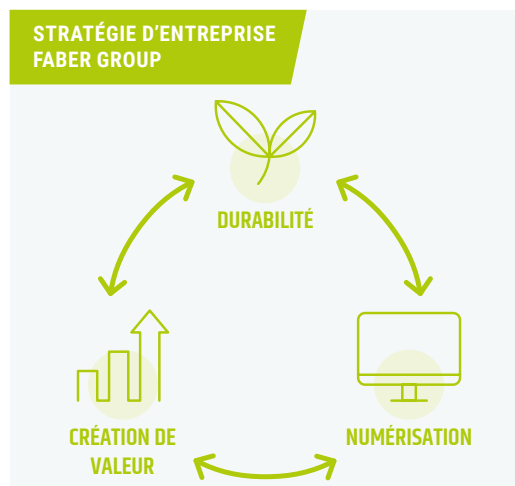 STRATÉGIE D'ENTREPRISE
FABER GROUP
DURABILITÉ
CRÉATION DE
VALEUR
NUMÉRISATION